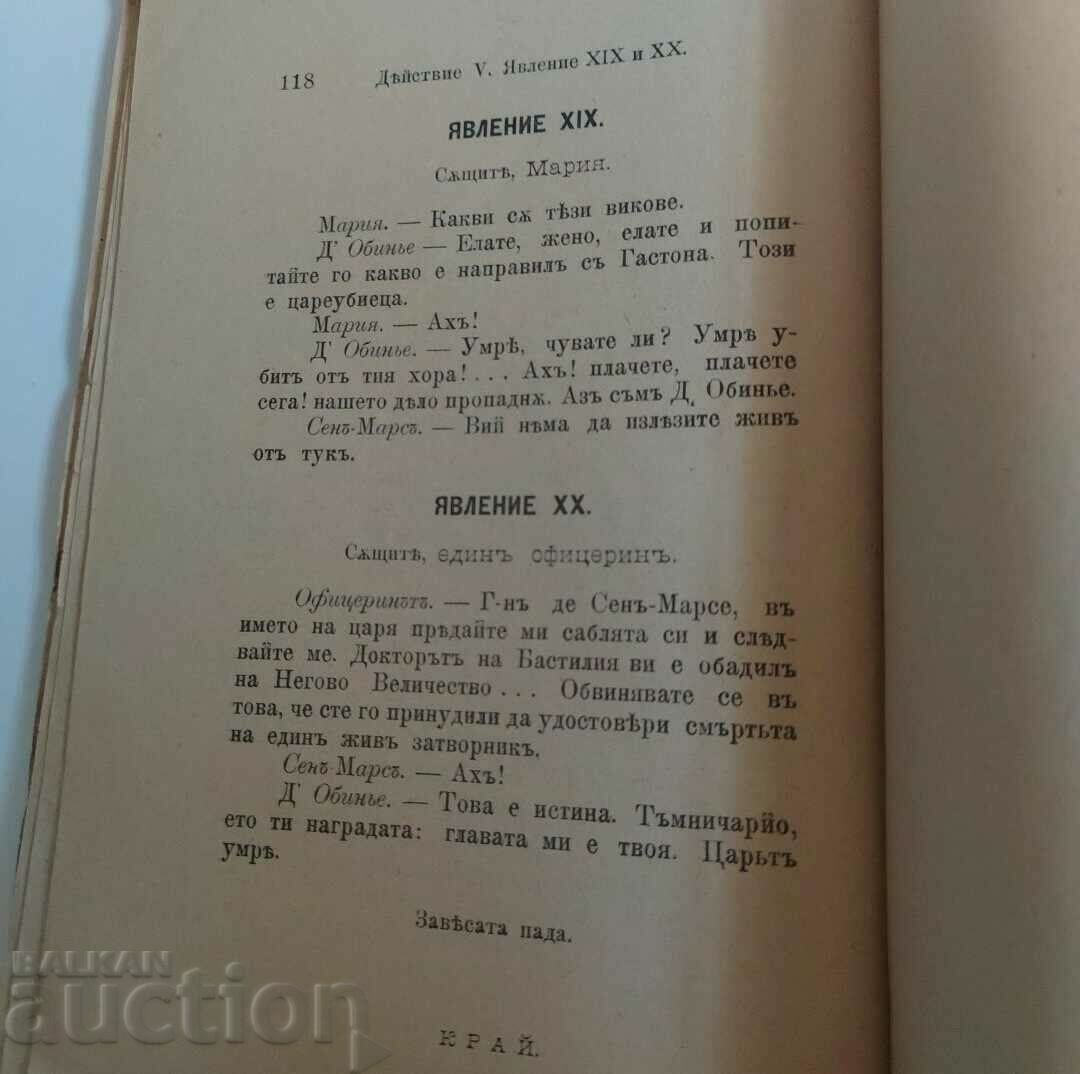 118 Дѣйствие V. Явление XIX и XX.
ЯВЛЕНИЕ XIX.
Сѫщитѣ, Мария.
Мария. — Какви сѫ тѣзи викове.
Д' Обинье — Елате, жено, елате и попи-
тайте го какво е направилъ съ Гастона. Този
е цареубиеца.
Мария. — Ахъ!
Д' Обинье. — Умрѣ, чувате ли? Умрѣ у-
битъ отъ тия хора!... Ахъ! плачете, плачете
сега! нашето дѣло пропаднѫ. Азъ съмъ Д' Обинье.
Сенъ-Марсъ. — Вий нѣма да излѣзите живъ
отъ тукъ.
ЯВЛЕНИЕ XX.
Сѫщитѣ, единъ офицеринъ.
Офицеринътъ. — Г-нъ де Сенъ-Марсе, въ
името на царя прѣдайте ми саблята си и слѣд-
вайте ме. Докторътъ на Бастилия ви е обадилъ
на Негово Величество... Обвинявате се въ
това, че сте го принудили да удостовѣри смъртьта
на единъ живъ затворникъ.
Сенъ-Марсъ. — Ахъ!
Д' Обинье. — Това е истина. Тъмничарйо,
ето ти наградата: главата ми е твоя. Царьтъ
умрѣ.
Завѣсата пада.
КРАЙ.
BALKAN
auction